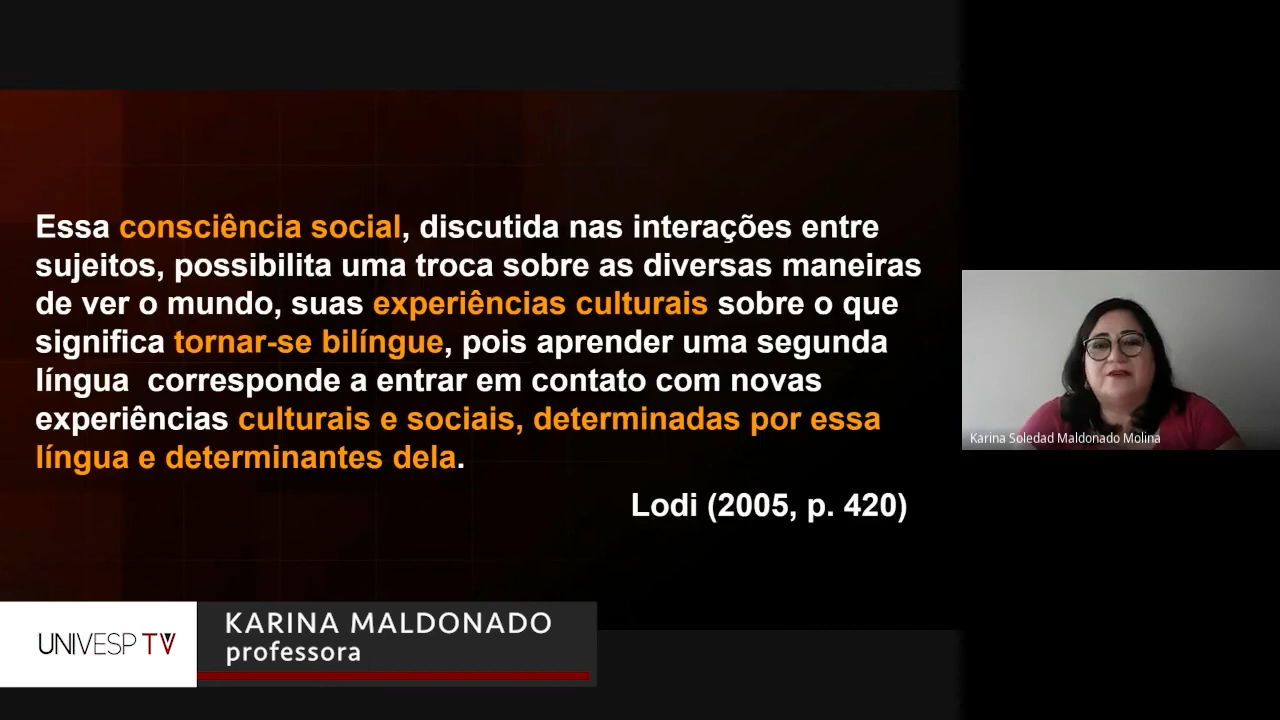 Essa consciência social, discutida nas interações entre
sujeitos, possibilita uma troca sobre as diversas maneiras
de ver o mundo, suas experiências culturais sobre o que
significa tornar-se bilíngue, pois aprender uma segunda
língua corresponde a entrar em contato com novas
experiências culturais e sociais, determinadas por essa
língua e determinantes dela.
Lodi (2005, p. 420)
Karina Soledad Maldonado Molina
UNIVESP TV
KARINA MALDONADO
professora